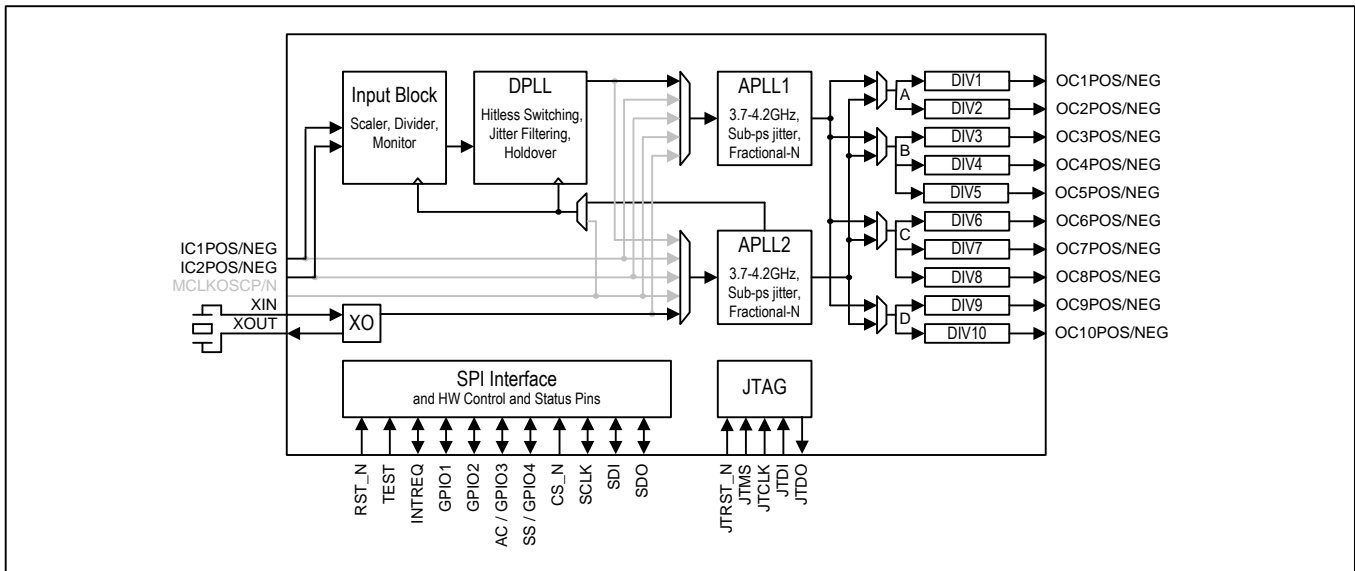 Input Block
Scaler, Divider,
Monitor
DPLL
Hitless Switching,
Jitter Filtering,
Holdover
APLL1
3.7-4.2GHz,
Sub-ps jitter,
Fractional-N
APLL2
3.7-4.2GHz,
Sub-ps jitter,
Fractional-N
A
B
C
D
DIV1
DIV2
DIV3
DIV4
DIV5
DIV6
DIV7
DIV8
DIV9
DIV10
OC1POS/NEG
OC2POS/NEG
OC3POS/NEG
OC4POS/NEG
OC5POS/NEG
OC6POS/NEG
OC7POS/NEG
OC8POS/NEG
OC9POS/NEG
OC10POS/NEG
IC1POS/NEG
IC2POS/NEG
MCLKOSCP/N
XIN
XOUT
XO
SPI Interface
and HW Control and Status Pins
JTAG
RST_N
TEST
INTREQ
GPIO1
GPIO2
AC / GPIO3
SS / GPIO4
CS_N
SCLK
SDI
SDO
JTRST_N
JTMS
JTCLK
JTDI
JTDO